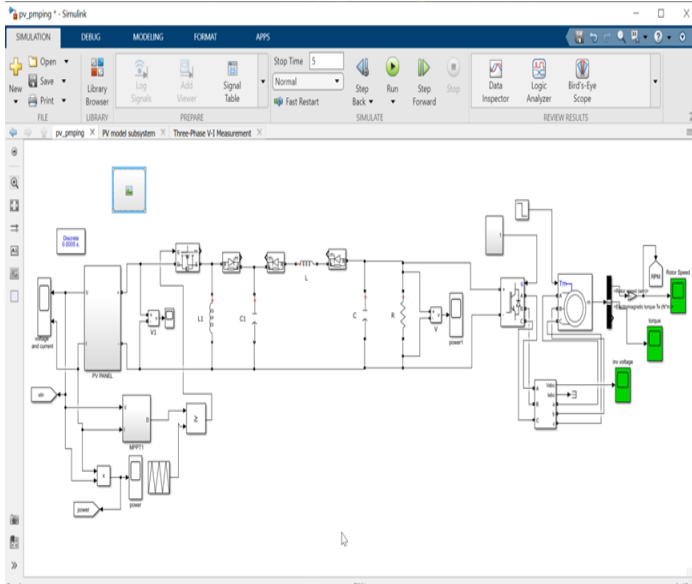 pv_pmping * - Simulink
SIMULATION DEBUG MODELING FORMAT APPS
New
Open
Save
Print
FILE
Library Browser
LIBRARY
Log Signals
Add Viewer
Signal Table
PREPARE
Stop Time 5
Normal
Fast Restart
Step Back
Run
Step Forward
Stop
SIMULATE
Data Inspector
Logic Analyzer
Bird's-Eye Scope
REVIEW RESULTS
pv_pmping PV model subsystem Three-Phase V-I Measurement
Discrete
voltage and current
PV PANEL
V1
L1
C1
L
C
R
V
power1
MPPT1
power
power
Tm
RPM
Rotor Speed
torque
inv voltage